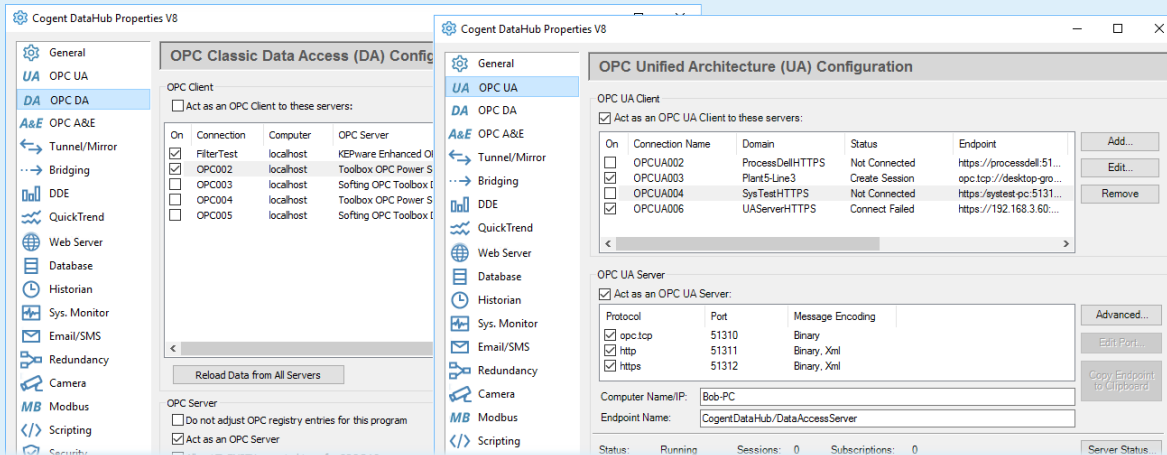 Cogent DataHub Properties V8
General
UA OPC UA
DA OPC DA
A&E OPC A&E
Tunnel/Mirror
Bridging
DDE
QuickTrend
Web Server
Database
Historian
Sys. Monitor
Email/SMS
Redundancy
Camera
MB Modbus
Scripting
Security
OPC Classic Data Access (DA) Config
OPC Client
Act as an OPC Client to these servers:
On Connection Computer OPC Server
FilterTest localhost KEPware Enhanced O
OPC002 localhost Toolbox OPC Power S
OPC003 localhost Softing OPC Toolbox D
OPC004 localhost Toolbox OPC Power S
OPC005 localhost Softing OPC Toolbox D
Reload Data from All Servers
OPC Server
Do not adjust OPC registry entries for this program
Act as an OPC Server
Cogent DataHub Properties V8
General
UA OPC UA
DA OPC DA
A&E OPC A&E
Tunnel/Mirror
Bridging
DDE
QuickTrend
Web Server
Database
Historian
Sys. Monitor
Email/SMS
Redundancy
Camera
MB Modbus
Scripting
OPC Unified Architecture (UA) Configuration
OPC UA Client
Act as an OPC UA Client to these servers:
On Connection Name Domain Status Endpoint
OPCUA002 ProcessDellHTTPS Not Connected https://processdell:51...
OPCUA003 Plant5-Line3 Create Session opc.tcp://desktop-gro...
OPCUA004 SysTestHTTPS Not Connected https:/systest-pc:5131...
OPCUA006 UAServerHTTPS Connect Failed https://192.168.3.60:...
Add...
Edit...
Remove
OPC UA Server
Act as an OPC UA Server:
Protocol Port Message Encoding
opc.tcp 51310 Binary
http 51311 Binary, Xml
https 51312 Binary, Xml
Advanced...
Edit Port...
Copy Endpoint
to Clipboard
Computer Name/IP: Bob-PC
Endpoint Name: CogentDataHub/DataAccessServer
Status: Running Sessions: 0 Subscriptions: 0
Server Status...